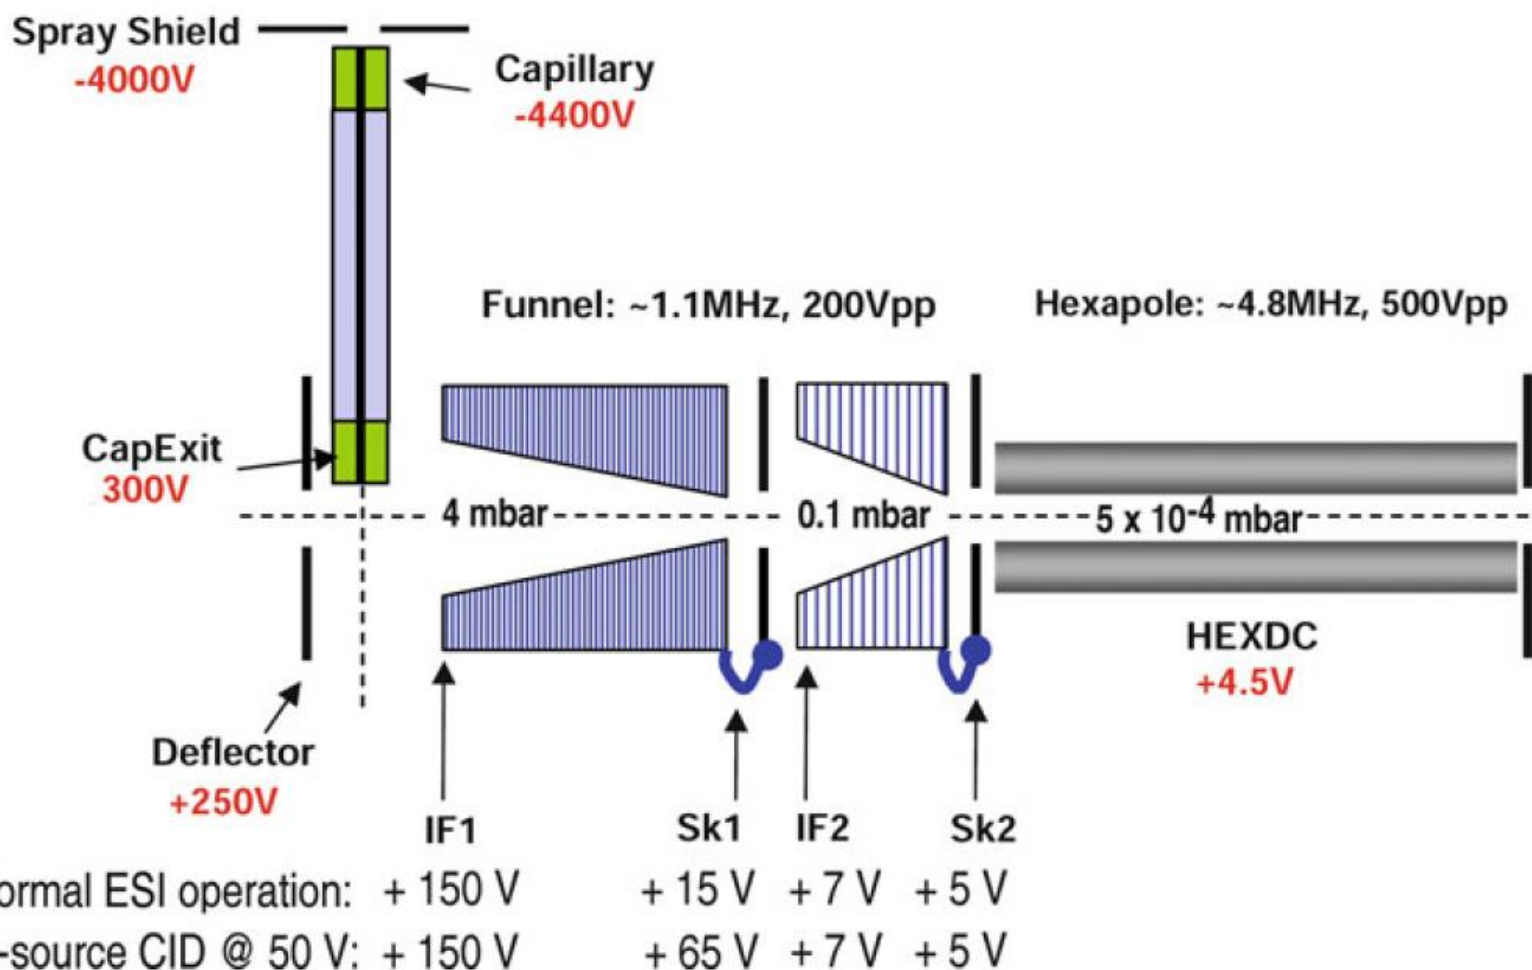 Spray Shield
-4000V
Capillary
-4400V
Funnel: ~1.1MHz, 200Vpp
Hexapole: ~4.8MHz, 500Vpp
CapExit
300V
4 mbar
0.1 mbar
5 x 10-4 mbar
HEXDC
+4.5V
Deflector
+250V
IF1
Sk1
IF2
Sk2
ormal ESI operation: + 150 V + 15 V + 7 V + 5 V
-source CID @ 50 V: + 150 V + 65 V + 7 V + 5 V